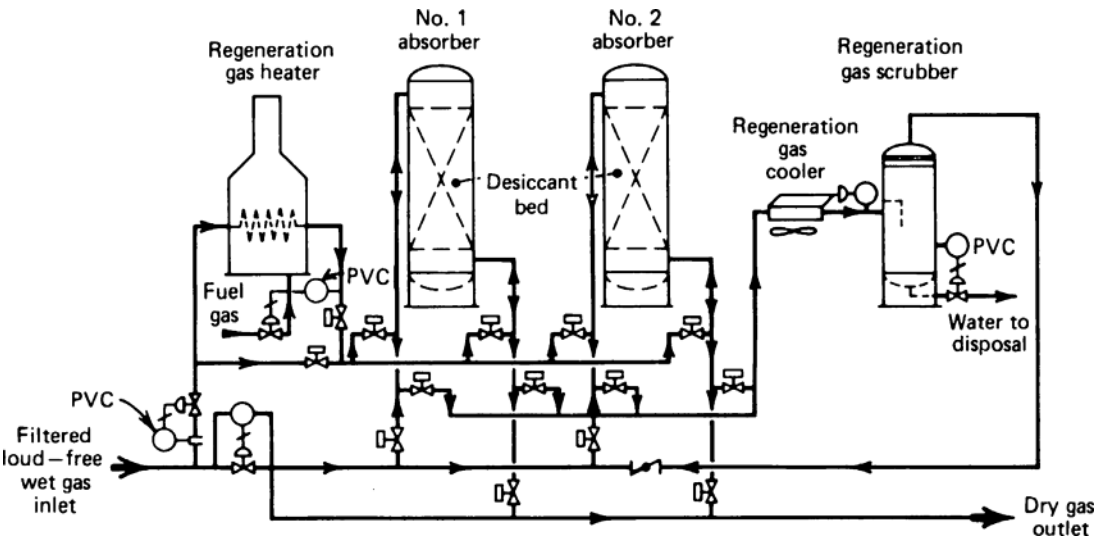 No. 1
absorber
No. 2
absorber
Regeneration
gas heater
Regeneration
gas scrubber
Regeneration
gas
cooler
Desiccant
bed
PVC
Fuel
gas
PVC
Water to
disposal
PVC
Filtered
loud–free
wet gas
inlet
Dry gas
outlet